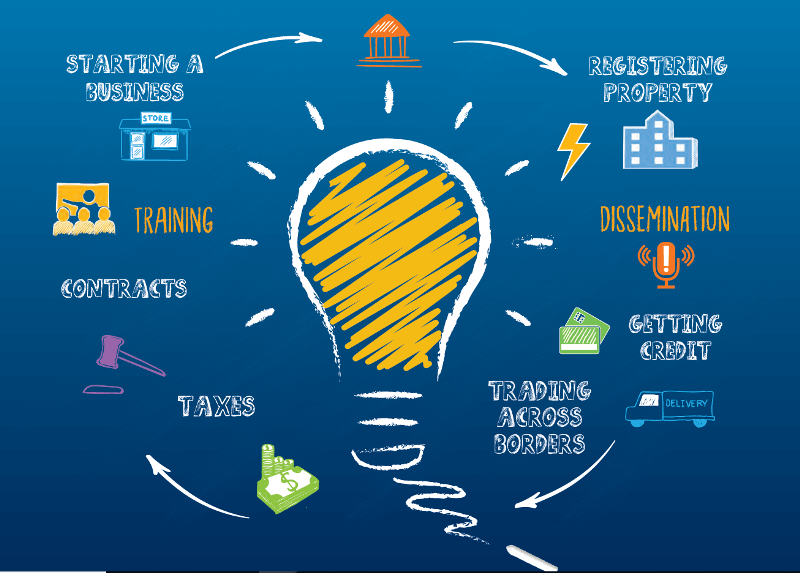 STARTING A
BUSINESS
STORE
REGISTERING
PROPERTY
TRAINING
DISSEMINATION
CONTRACTS
GETTING
CREDIT
TAXES
TRADING
ACROSS
BORDERS
DELIVERY
$